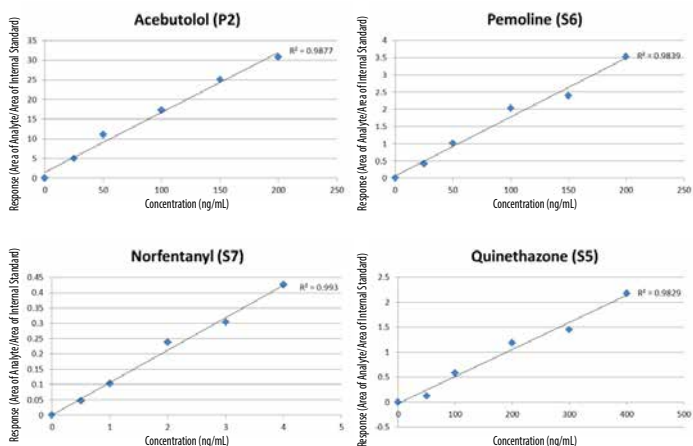 Acebutolol (P2)
Response (Area of Analyte/Area of Internal Standard)
35
30
25
20
15
10
5
0
R² = 0.9877
0 50 100 150 200 250
Concentration (ng/mL)
Pemoline (S6)
Response (Area of Analyte/Area of Internal Standard)
4
3.5
3
2.5
2
1.5
1
0.5
0
R² = 0.9839
0 50 100 150 200 250
Concentration (ng/mL)
Norfentanyl (S7)
Response (Area of Analyte/Area of Internal Standard)
0.45
0.4
0.35
0.3
0.25
0.2
0.15
0.1
0.05
0
R² = 0.993
0 1 2 3 4 5
Concentration (ng/mL)
Quinethazone (S5)
Response (Area of Analyte/Area of Internal Standard)
2.5
2
1.5
1
0.5
0
-0.5
R² = 0.9829
0 100 200 300 400 500
Concentration (ng/mL)